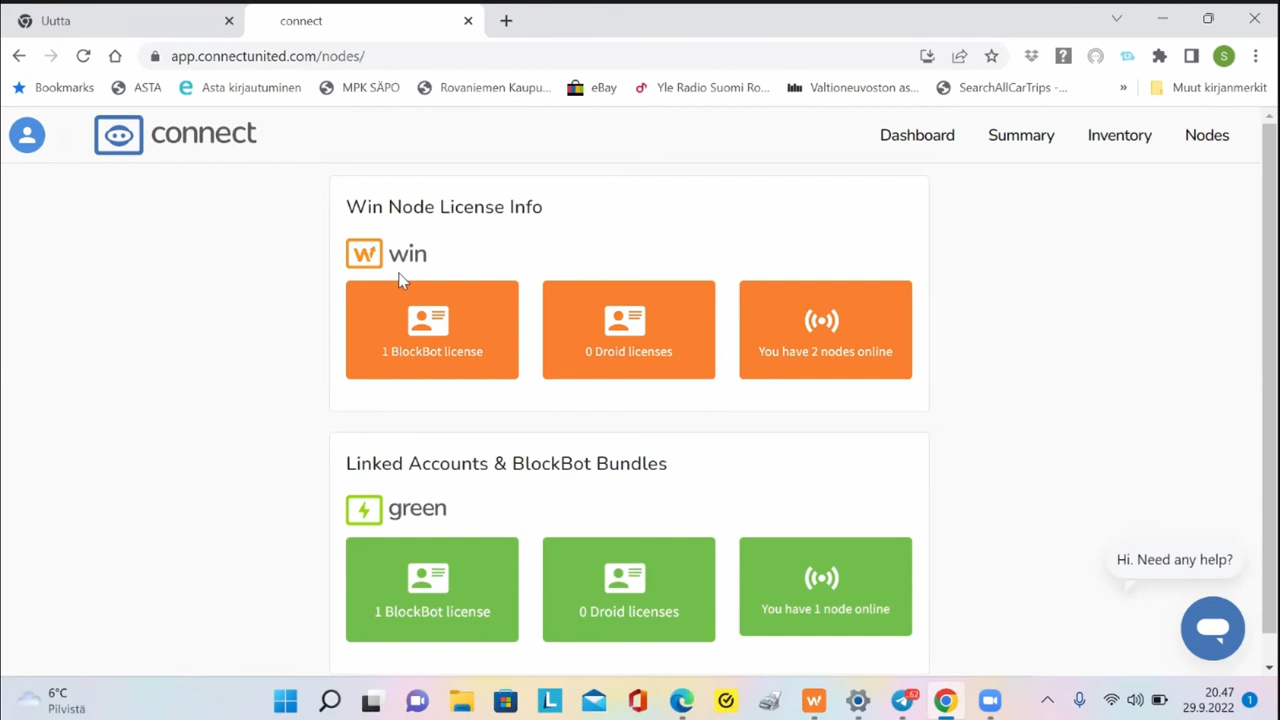 Uutta
connect
app.connectunited.com/nodes/
S
Bookmarks
ASTA
Asta kirjautuminen
MPK SÄPO
Rovaniemen Kaupu...
eBay
Yle Radio Suomi Ro...
Valtioneuvoston as...
SearchAllCarTrips -...
»
Muut kirjanmerkit
connect
Dashboard
Summary
Inventory
Nodes
Win Node License Info
win
1 BlockBot license
0 Droid licenses
You have 2 nodes online
Linked Accounts & BlockBot Bundles
green
1 BlockBot license
0 Droid licenses
You have 1 node online
Hi. Need any help?
6°C
Pilvistä
L
W
62
20.47
29.9.2022
1